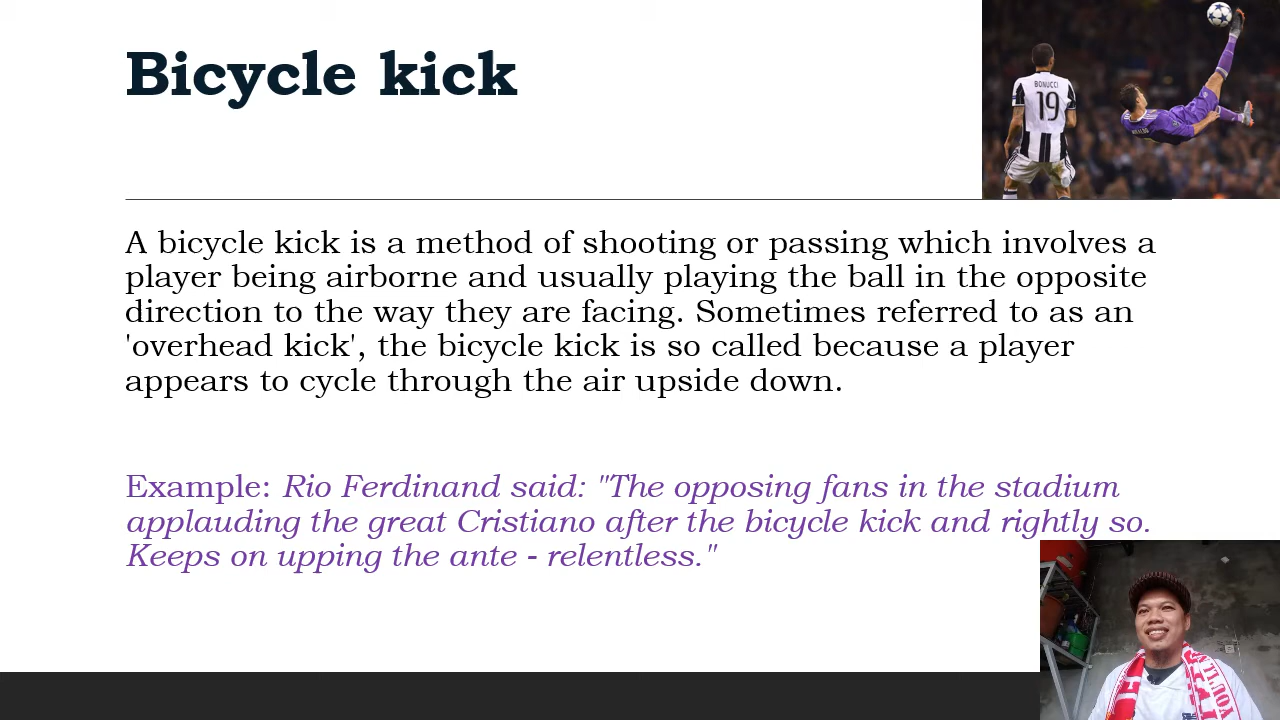 Bicycle kick
BONUCCI
19
A bicycle kick is a method of shooting or passing which involves a
player being airborne and usually playing the ball in the opposite
direction to the way they are facing. Sometimes referred to as an
'overhead kick', the bicycle kick is so called because a player
appears to cycle through the air upside down.
Example: Rio Ferdinand said: "The opposing fans in the stadium
applauding the great Cristiano after the bicycle kick and rightly so.
Keeps on upping the ante - relentless."
YOU'LL